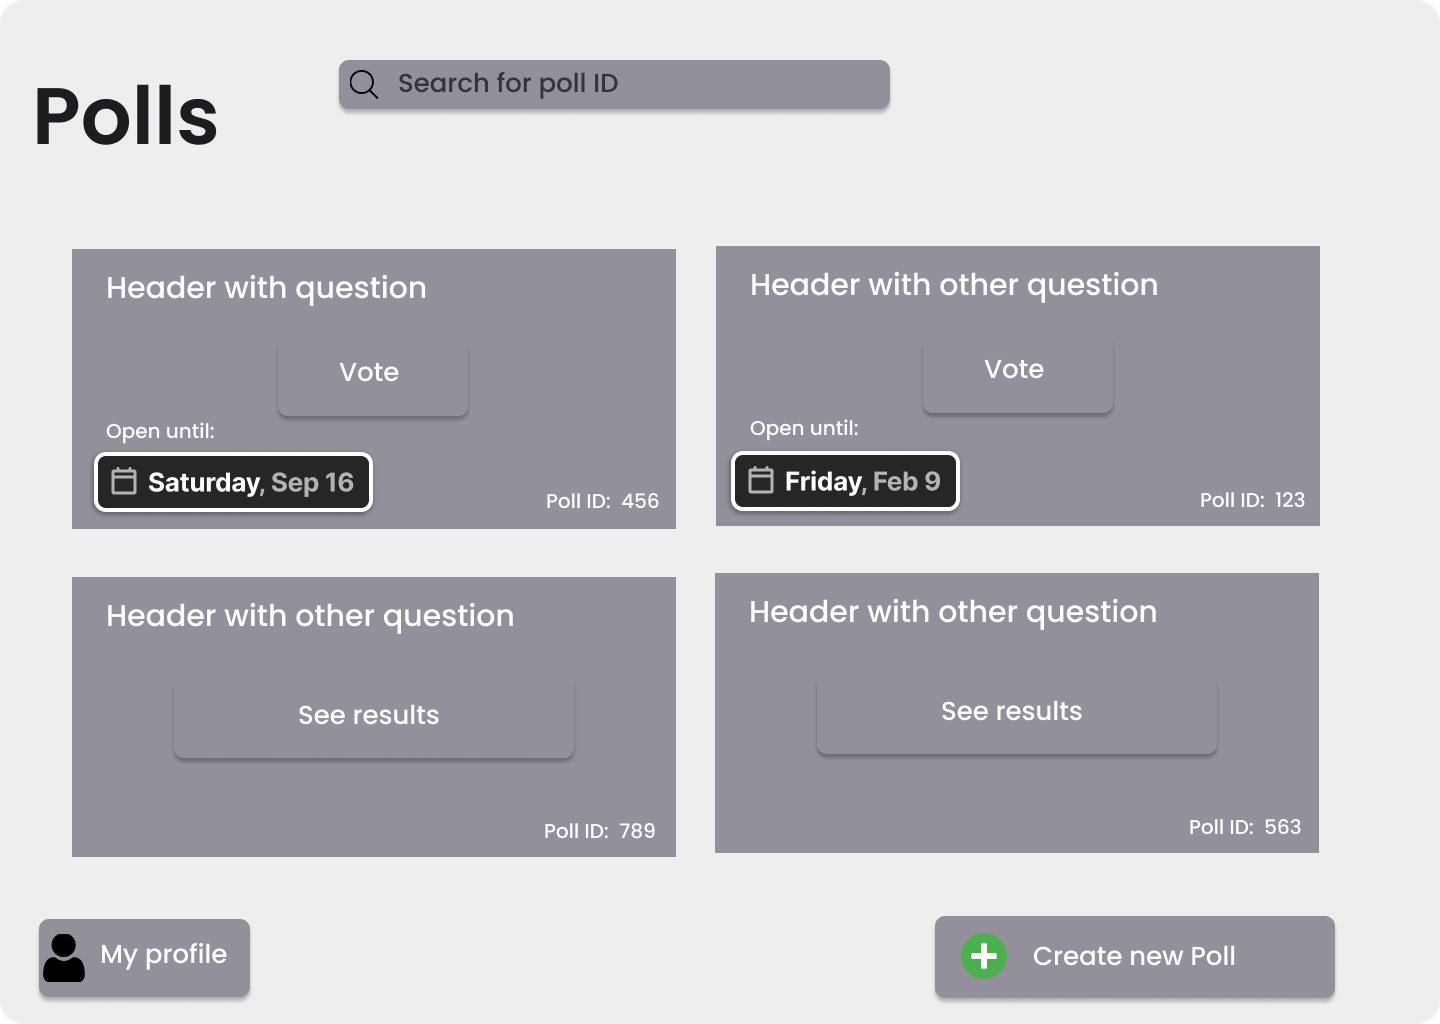 Polls
Search for poll ID
Header with question
Vote
Open until:
Saturday, Sep 16
Poll ID: 456
Header with other question
Vote
Open until:
Friday, Feb 9
Poll ID: 123
Header with other question
See results
Poll ID: 789
Header with other question
See results
Poll ID: 563
My profile
Create new Poll